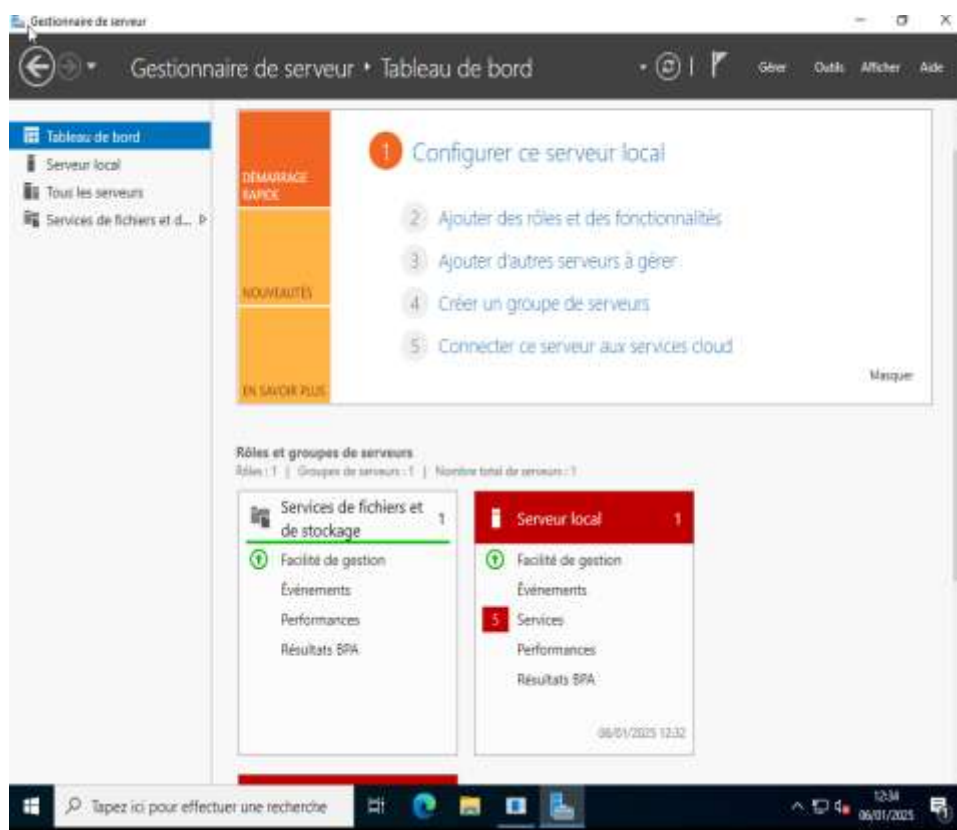 Gestionnaire de serveur
Gestionnaire de serveur • Tableau de bord
Gérer Outils Afficher Aide
Tableau de bord
Serveur local
Tous les serveurs
Services de fichiers et d...
DÉMARRAGE
RAPIDE
NOUVEAUTÉS
EN SAVOIR PLUS
1 Configurer ce serveur local
2 Ajouter des rôles et des fonctionnalités
3 Ajouter d'autres serveurs à gérer
4 Créer un groupe de serveurs
5 Connecter ce serveur aux services cloud
Masquer
Rôles et groupes de serveurs
Rôles : 1 | Groupes de serveurs : 1 | Nombre total de serveurs : 1
Services de fichiers et
de stockage
1
Facilité de gestion
Événements
Performances
Résultats BPA
Serveur local 1
Facilité de gestion
Événements
5 Services
Performances
Résultats BPA
06/01/2025 12:32
Tapez ici pour effectuer une recherche
12:34
06/01/2025